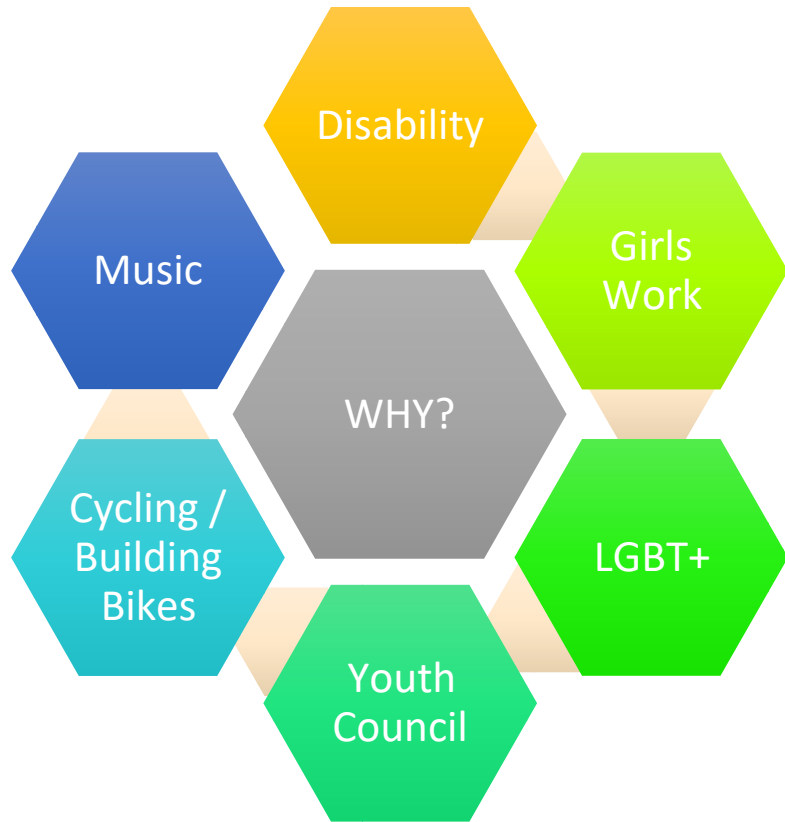 Disability
Girls
Work
LGBT+
Youth
Council
Cycling /
Building
Bikes
Music
WHY?